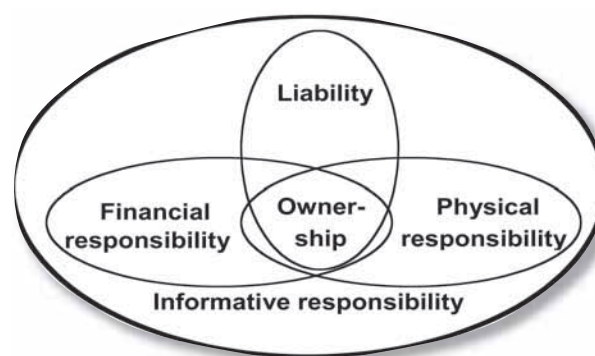 Liability
Financial
responsibility
Owner-
ship
Physical
responsibility
Informative responsibility